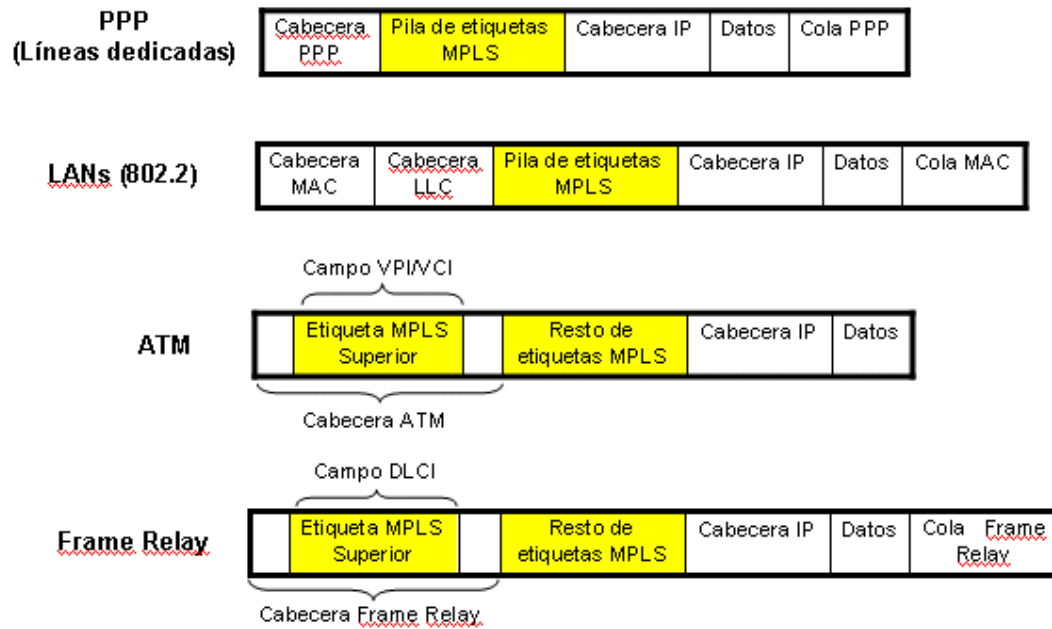 PPP
(Líneas dedicadas)
Cabecera
PPP
Pila de etiquetas
MPLS
Cabecera IP
Datos
Cola PPP
LANs (802.2)
Cabecera
MAC
Cabecera
LLC
Pila de etiquetas
MPLS
Cabecera IP
Datos
Cola MAC
Campo VPI/VCI
ATM
Etiqueta MPLS
Superior
Resto de
etiquetas MPLS
Cabecera IP
Datos
Cabecera ATM
Campo DLCI
Frame Relay
Etiqueta MPLS
Superior
Resto de
etiquetas MPLS
Cabecera IP
Datos
Cola Frame
Relay
Cabecera Frame Relay